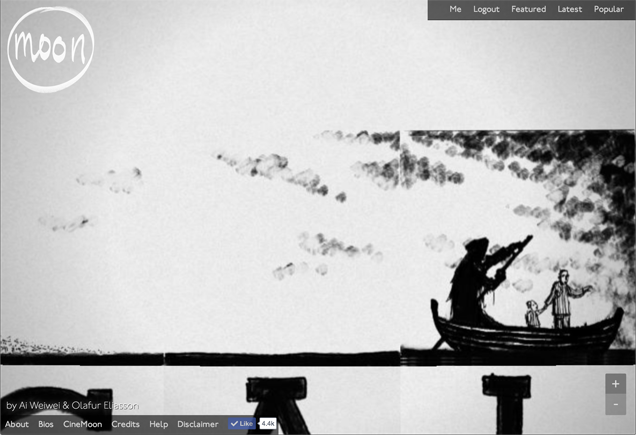 Me Logout Featured Latest Popular
moon
+
-
by Ai Weiwei & Olafur Eliasson
About Bios CineMoon Credits Help Disclaimer Like 4.4k